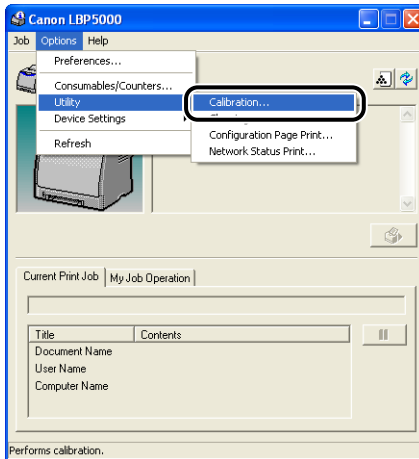 Canon LBP5000
Job Options Help
Preferences...
Consumables/Counters...
Utility
Calibration...
Device Settings
Configuration Page Print...
Refresh
Network Status Print...
Current Print Job My Job Operation
Title Contents
Document Name
User Name
Computer Name
Performs calibration.